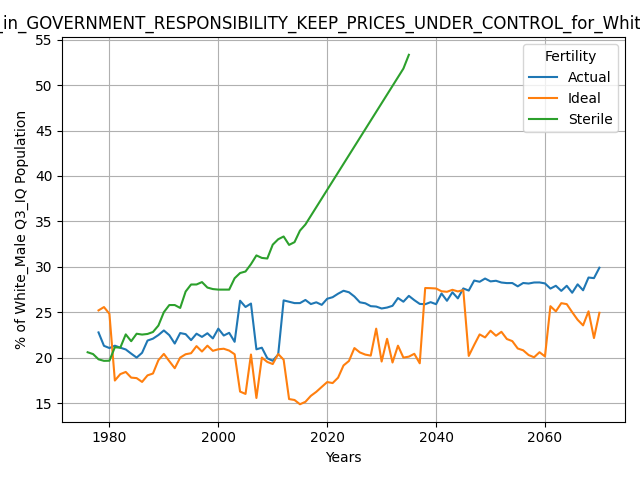 _in_GOVERNMENT_RESPONSIBILITY_KEEP_PRICES_UNDER_CONTROL_for_Whit
55
50
45
40
35
30
25
20
15
% of White_Male Q3_IQ Population
Fertility
Actual
Ideal
Sterile
1980
2000
2020
2040
2060
Years